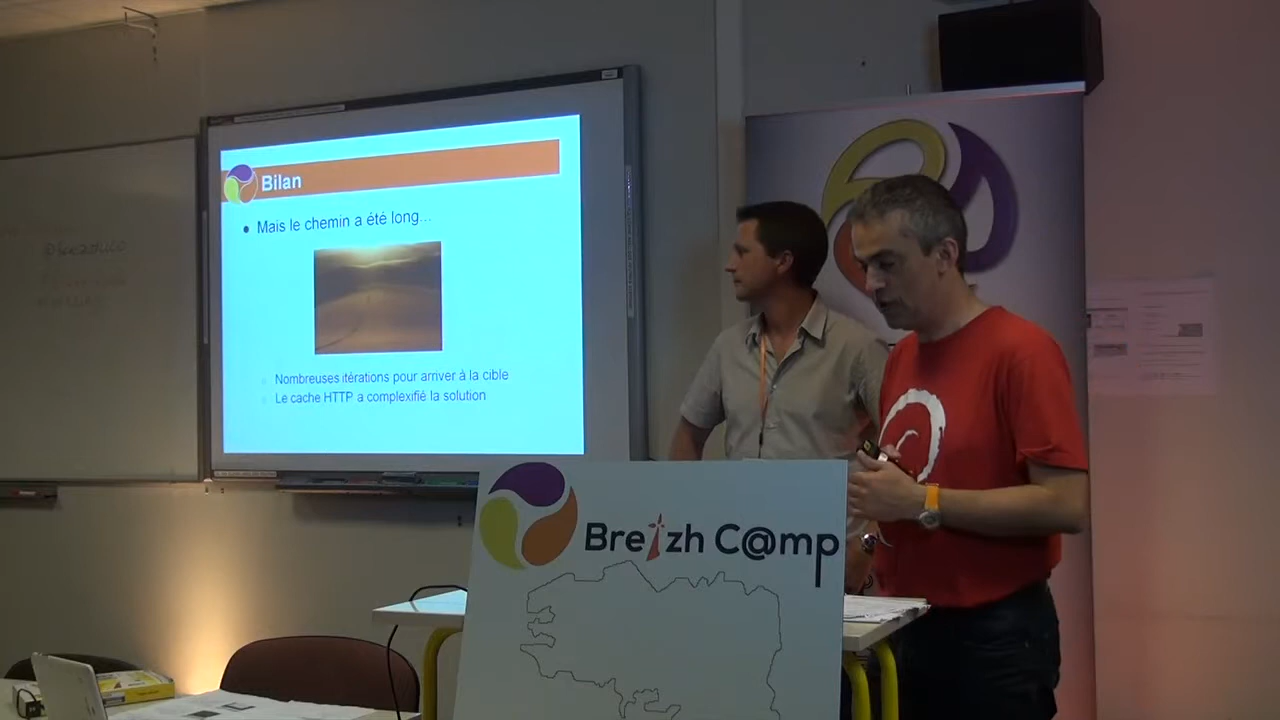 Bilan
Mais le chemin a été long...
Nombreuses itérations pour arriver à la cible
Le cache HTTP a complexifié la solution
Breizh C@mp